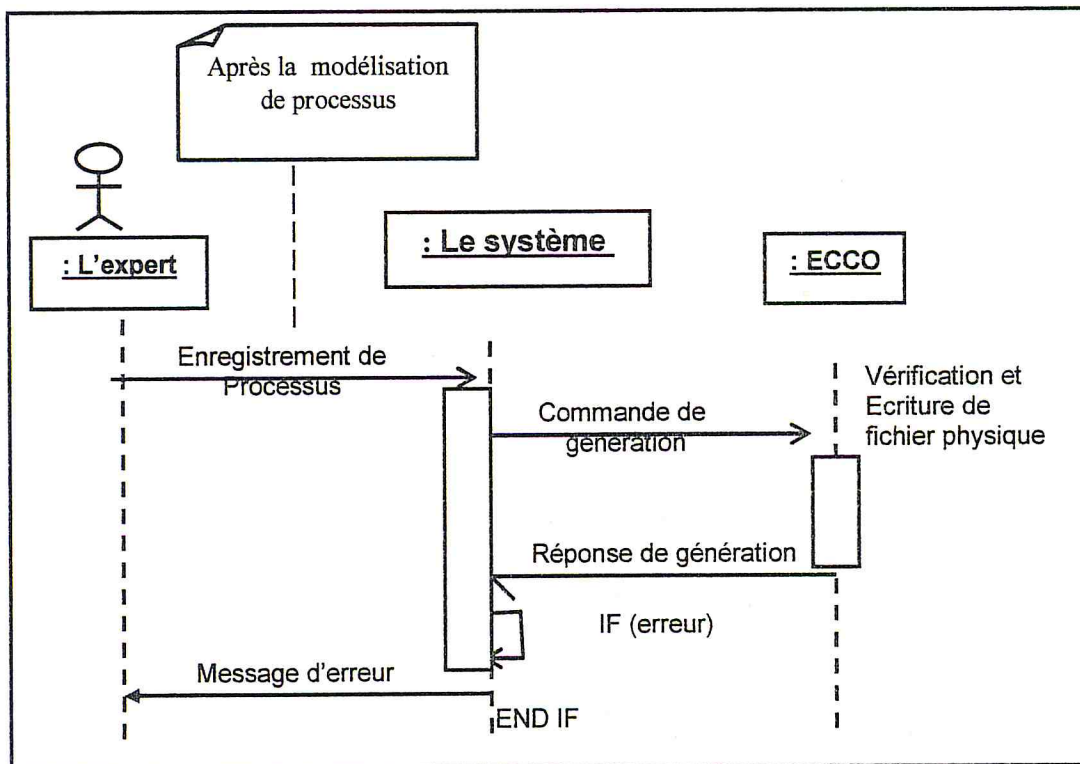 Après la modélisation
de processus
: L'expert
: Le système
: ECCO
Enregistrement de
Processus
Commande de
génération
Vérification et
Ecriture de
fichier physique
Réponse de génération
IF (erreur)
Message d'erreur
END IF